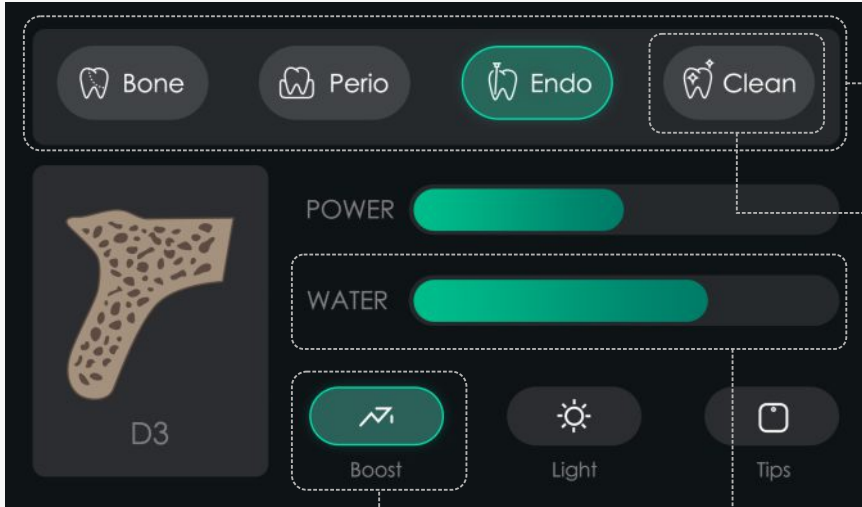 Bone Perio Endo Clean
POWER
WATER
D3
Boost Light Tips